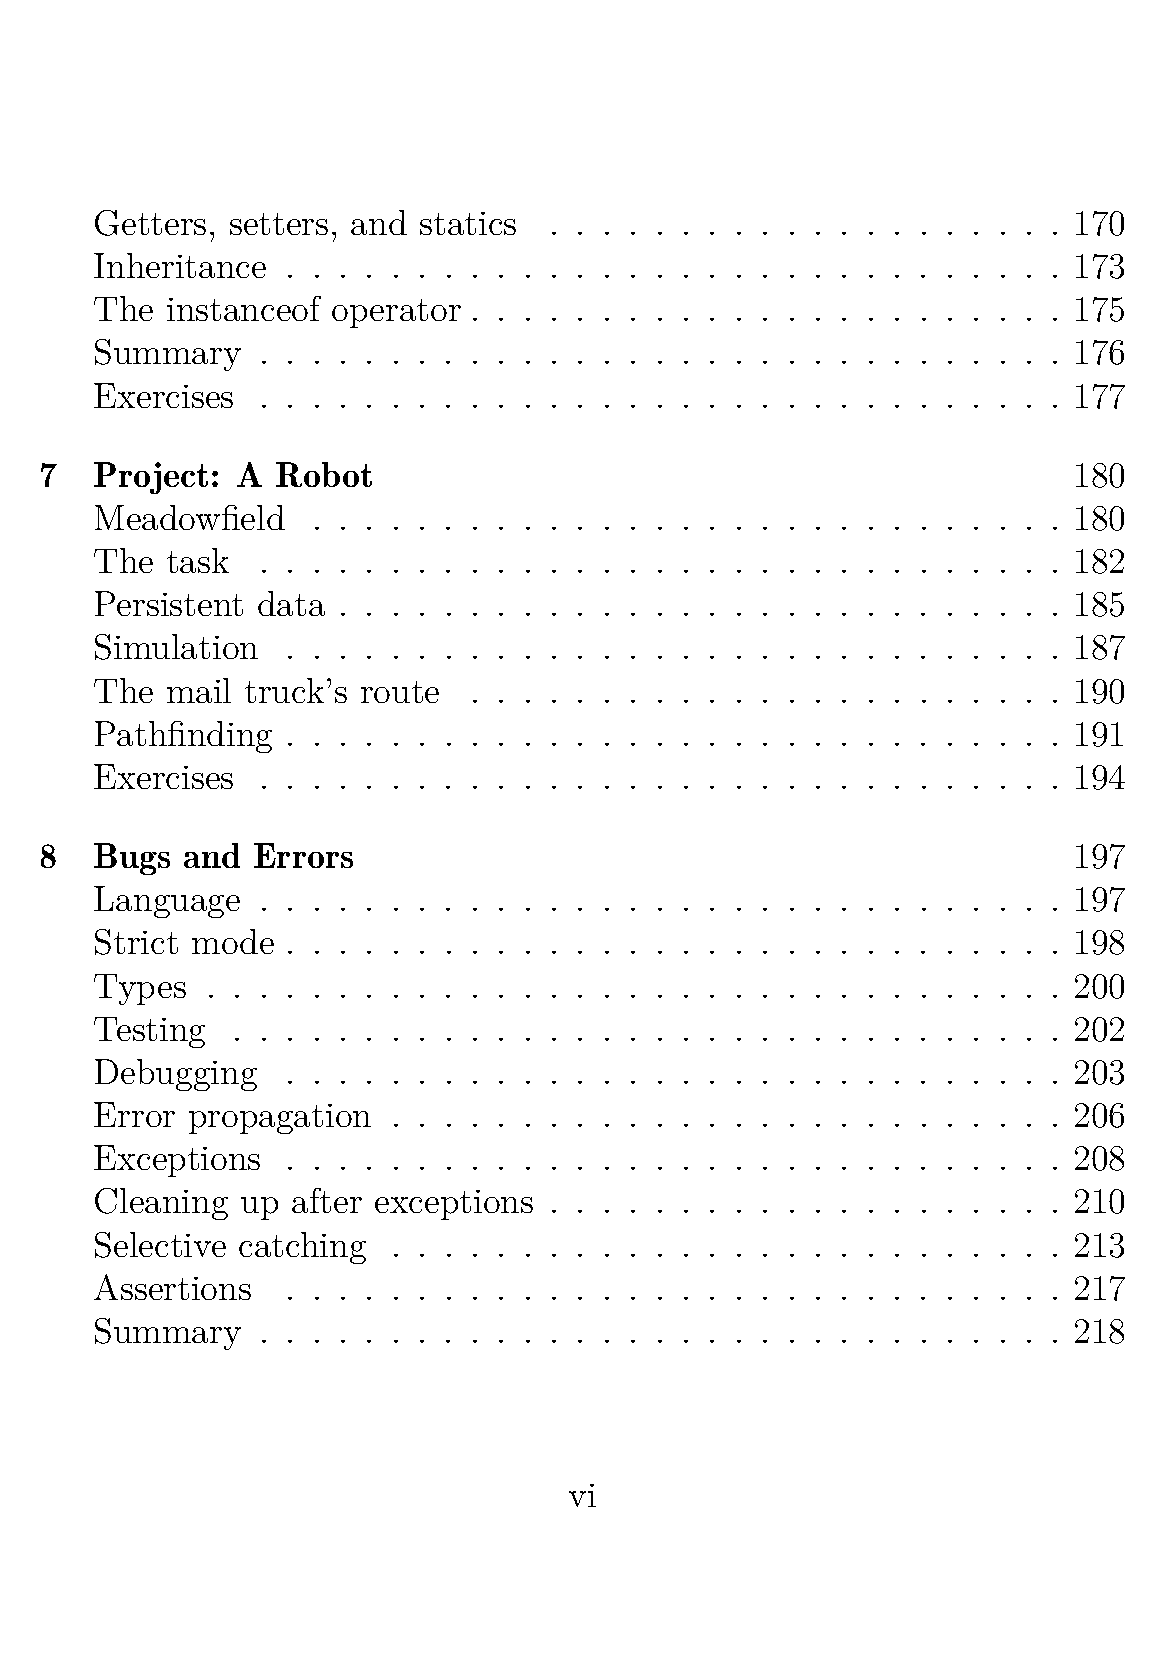 Getters, setters, and statics . . . . . . . . . . . . . . . . . . . . 170
Inheritance . . . . . . . . . . . . . . . . . . . . . . . . . . . . . . 173
The instanceof operator . . . . . . . . . . . . . . . . . . . . . . . 175
Summary . . . . . . . . . . . . . . . . . . . . . . . . . . . . . . . 176
Exercises . . . . . . . . . . . . . . . . . . . . . . . . . . . . . . . 177
7 Project: A Robot 180
Meadowfield . . . . . . . . . . . . . . . . . . . . . . . . . . . . . 180
The task . . . . . . . . . . . . . . . . . . . . . . . . . . . . . . . 182
Persistent data . . . . . . . . . . . . . . . . . . . . . . . . . . . . 185
Simulation . . . . . . . . . . . . . . . . . . . . . . . . . . . . . . 187
The mail truck's route . . . . . . . . . . . . . . . . . . . . . . . 190
Pathfinding . . . . . . . . . . . . . . . . . . . . . . . . . . . . . . 191
Exercises . . . . . . . . . . . . . . . . . . . . . . . . . . . . . . . 194
8 Bugs and Errors 197
Language . . . . . . . . . . . . . . . . . . . . . . . . . . . . . . . 197
Strict mode . . . . . . . . . . . . . . . . . . . . . . . . . . . . . . 198
Types . . . . . . . . . . . . . . . . . . . . . . . . . . . . . . . . . 200
Testing . . . . . . . . . . . . . . . . . . . . . . . . . . . . . . . . 202
Debugging . . . . . . . . . . . . . . . . . . . . . . . . . . . . . . 203
Error propagation . . . . . . . . . . . . . . . . . . . . . . . . . . 206
Exceptions . . . . . . . . . . . . . . . . . . . . . . . . . . . . . . 208
Cleaning up after exceptions . . . . . . . . . . . . . . . . . . . . 210
Selective catching . . . . . . . . . . . . . . . . . . . . . . . . . . 213
Assertions . . . . . . . . . . . . . . . . . . . . . . . . . . . . . . 217
Summary . . . . . . . . . . . . . . . . . . . . . . . . . . . . . . . 218
vi